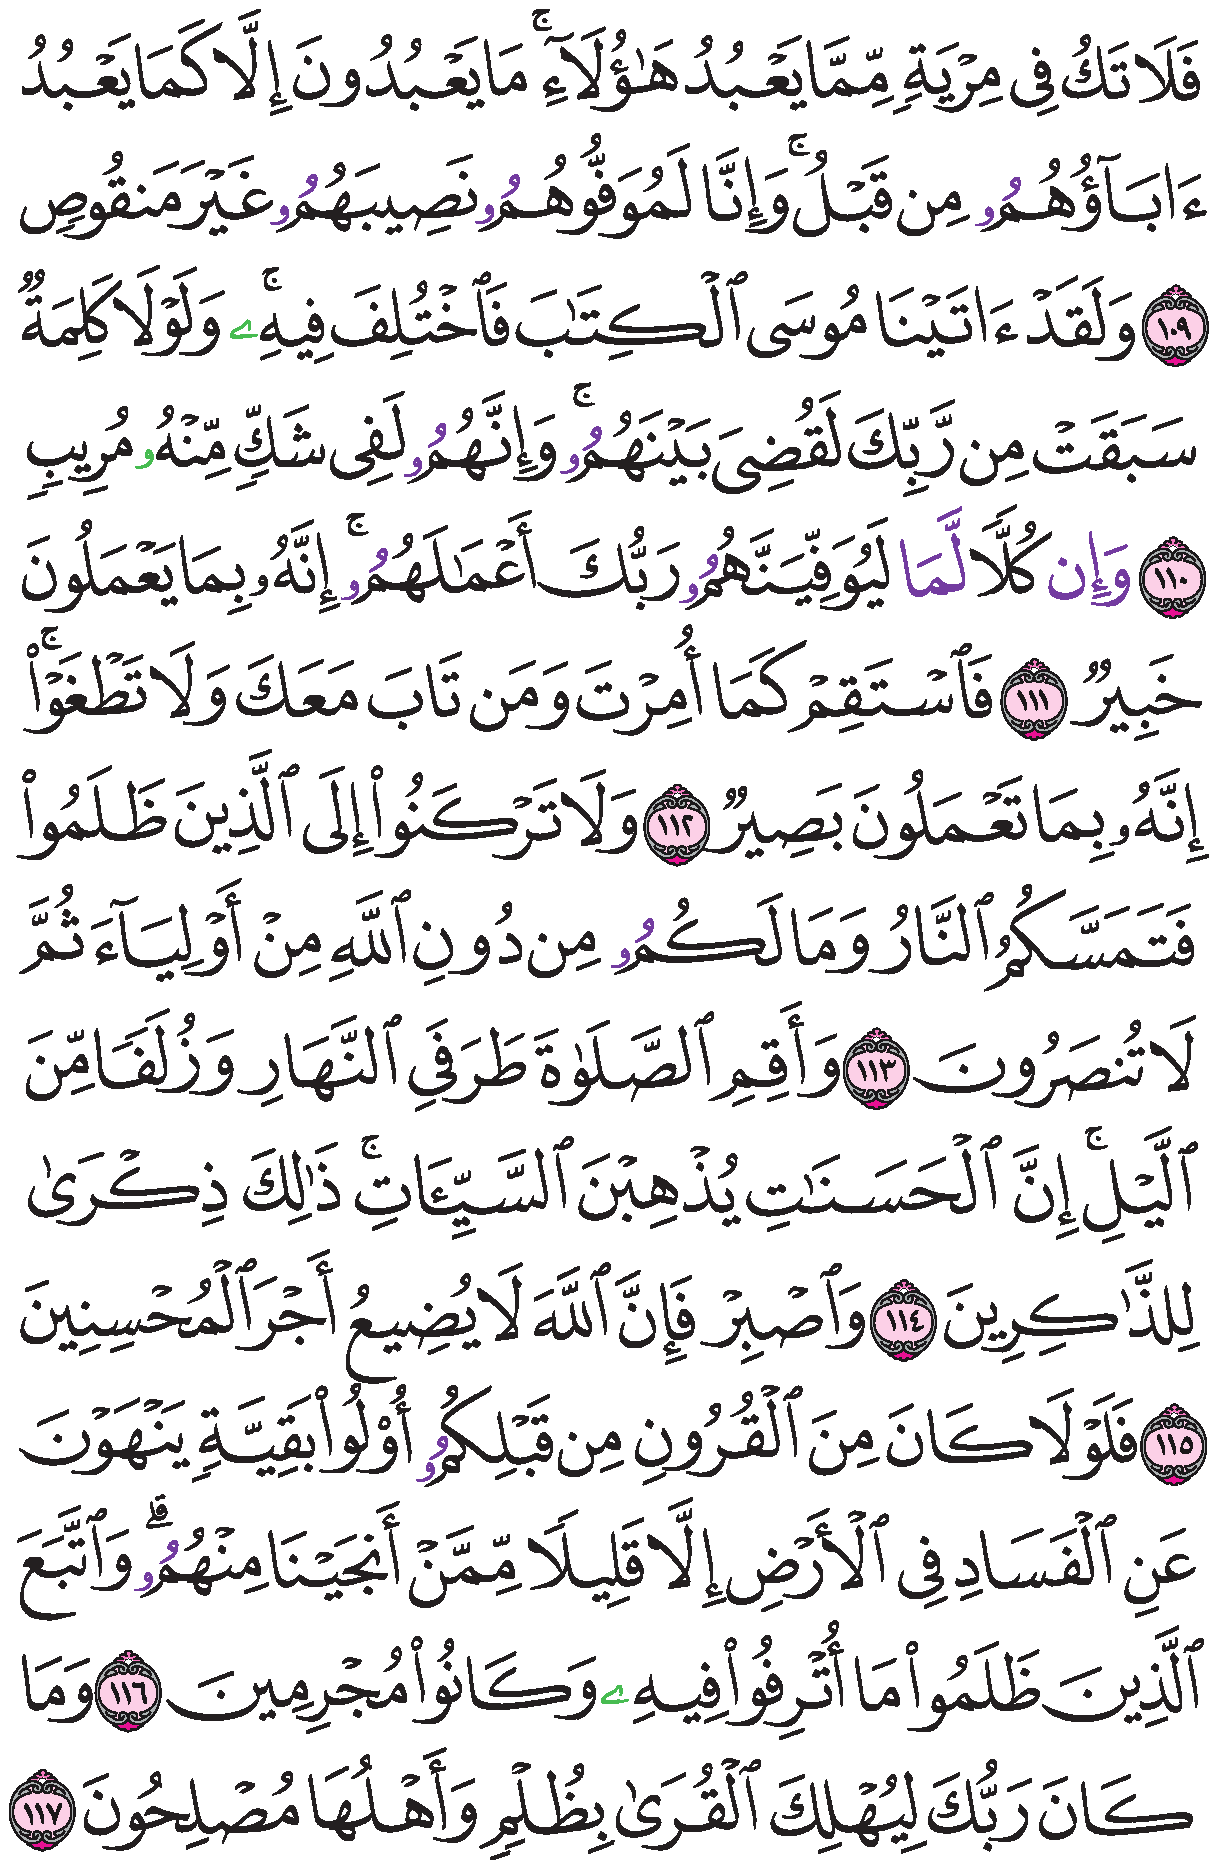 فَلَا تَكُ فِى مِرْيَةٍ مِّمَّا يَعْبُدُ هَٰٓؤُلَآءِ ۚ مَا يَعْبُدُونَ إِلَّا كَمَا يَعْبُدُ
ءَابَآؤُهُمُۥ مِن قَبْلُ ۚ وَإِنَّا لَمُوَفُّوهُمُۥ نَصِيبَهُمُۥ غَيْرَ مَنقُوصٍ
١٠٩ وَلَقَدْ ءَاتَيْنَا مُوسَى ٱلْكِتَٰبَ فَٱخْتُلِفَ فِيهِۦ ۚ وَلَوْلَا كَلِمَةٌ
سَبَقَتْ مِن رَّبِّكَ لَقُضِىَ بَيْنَهُمُۥ ۚ وَإِنَّهُمُۥ لَفِى شَكٍّ مِّنْهُۥ مُرِيبٍ
١١٠ وَإِن كُلًّا لَّمَا لَيُوَفِّيَنَّهُمُۥ رَبُّكَ أَعْمَٰلَهُمُۥ ۚ إِنَّهُۥ بِمَا يَعْمَلُونَ
خَبِيرٌ ١١١ فَٱسْتَقِمْ كَمَا أُمِرْتَ وَمَن تَابَ مَعَكَ وَلَا تَطْغَوْا۟ ۚ
إِنَّهُۥ بِمَا تَعْمَلُونَ بَصِيرٌ ١١٢ وَلَا تَرْكَنُوا۟ إِلَى ٱلَّذِينَ ظَلَمُوا۟
فَتَمَسَّكُمُ ٱلنَّارُ وَمَا لَكُمُۥ مِن دُونِ ٱللَّهِ مِنْ أَوْلِيَآءَ ثُمَّ
لَا تُنصَرُونَ ١١٣ وَأَقِمِ ٱلصَّلَوٰةَ طَرَفَىِ ٱلنَّهَارِ وَزُلَفًا مِّنَ
ٱلَّيْلِ ۚ إِنَّ ٱلْحَسَنَٰتِ يُذْهِبْنَ ٱلسَّيِّـَٔاتِ ۚ ذَٰلِكَ ذِكْرَىٰ
لِلذَّٰكِرِينَ ١١٤ وَٱصْبِرْ فَإِنَّ ٱللَّهَ لَا يُضِيعُ أَجْرَ ٱلْمُحْسِنِينَ
١١٥ فَلَوْلَا كَانَ مِنَ ٱلْقُرُونِ مِن قَبْلِكُمُۥ أُو۟لُوا۟ بَقِيَّةٍ يَنْهَوْنَ
عَنِ ٱلْفَسَادِ فِى ٱلْأَرْضِ إِلَّا قَلِيلًا مِّمَّنْ أَنجَيْنَا مِنْهُمُۥ ۗ وَٱتَّبَعَ
ٱلَّذِينَ ظَلَمُوا۟ مَا أُتْرِفُوا۟ فِيهِۦ وَكَانُوا۟ مُجْرِمِينَ ١١٦ وَمَا
كَانَ رَبُّكَ لِيُهْلِكَ ٱلْقُرَىٰ بِظُلْمٍ وَأَهْلُهَا مُصْلِحُونَ ١١٧